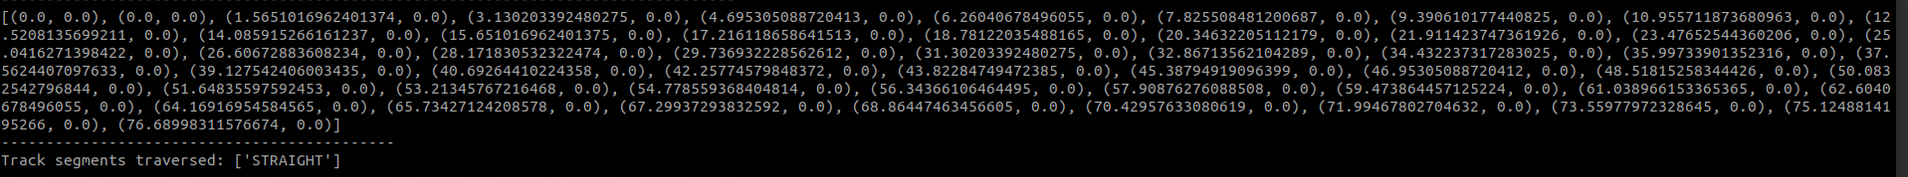 [(0.0, 0.0), (0.0, 0.0), (1.5651016962401374, 0.0), (3.130203392480275, 0.0), (4.695305088720413, 0.0), (6.26040678496055, 0.0), (7.825508481200687, 0.0), (9.390610177440825, 0.0), (10.955711873680963, 0.0), (12
.5208135699211, 0.0), (14.085915266161237, 0.0), (15.651016962401375, 0.0), (17.216118658641513, 0.0), (18.78122035488165, 0.0), (20.34632205112179, 0.0), (21.911423747361926, 0.0), (23.47652544360206, 0.0), (25
.0416271398422, 0.0), (26.60672883608234, 0.0), (28.171830532322474, 0.0), (29.736932228562612, 0.0), (31.30203392480275, 0.0), (32.86713562104289, 0.0), (34.432237317283025, 0.0), (35.99733901352316, 0.0), (37.
5624407097633, 0.0), (39.127542406003435, 0.0), (40.69264410224358, 0.0), (42.25774579848372, 0.0), (43.82284749472385, 0.0), (45.38794919096399, 0.0), (46.95305088720412, 0.0), (48.51815258344426, 0.0), (50.083
2542796844, 0.0), (51.64835597592453, 0.0), (53.21345767216468, 0.0), (54.778559368404814, 0.0), (56.34366106464495, 0.0), (57.90876276088508, 0.0), (59.473864457125224, 0.0), (61.038966153365365, 0.0), (62.6040
678496055, 0.0), (64.16916954584565, 0.0), (65.73427124208578, 0.0), (67.29937293832592, 0.0), (68.86447463456605, 0.0), (70.42957633080619, 0.0), (71.99467802704632, 0.0), (73.55977972328645, 0.0), (75.12488141
95266, 0.0), (76.68998311576674, 0.0)]
--------------------------------------------
Track segments traversed: ['STRAIGHT']